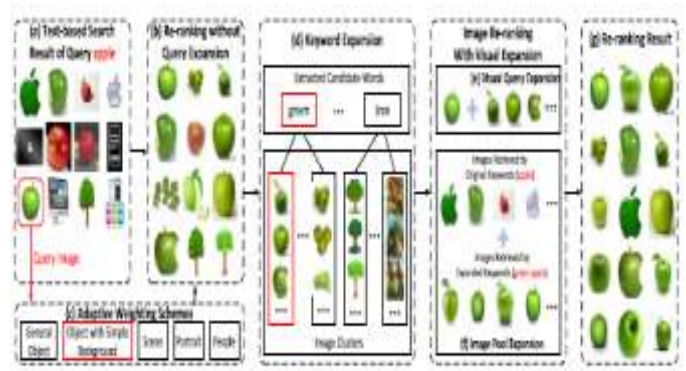 (a) Text-based Search
Result of Query apple
Query Image
(b) Re-ranking without
Query Expansion
(c) Adaptive Weighting Schemes
General
Object
Object with Simple
Background
Scene
Portrait
People
(d) Keyword Expansion
Extracted Candidate Words
green
...
tree
...
...
...
...
...
...
...
Image Clusters
Image Re-ranking
With Visual Expansion
(e) Visual Query Expansion
+
...
Images Retrieved by
Original Keywords (apple)
...
+
Images Retrieved by
Expanded Keywords (green apple)
...
(f) Image Pool Expansion
(g) Re-ranking Result